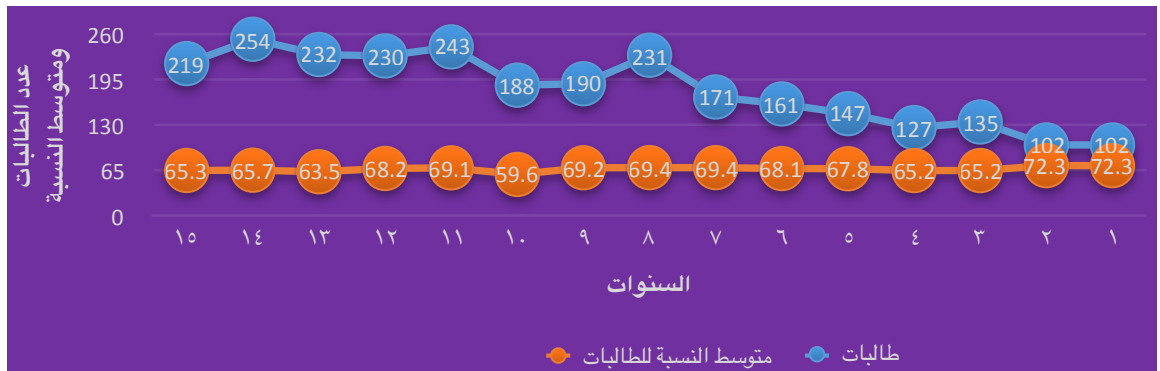 عدد الطالبات
ومتوسط النسبة
260
195
130
65
0
219 254 232 230 243 188 190 231 171 161 147 127 135 102 102
65.3 65.7 63.5 68.2 69.1 59.6 69.2 69.4 69.4 68.1 67.8 65.2 65.2 72.3 72.3
١٥ ١٤ ١٣ ١٢ ١١ ١٠ ٩ ٨ ٧ ٦ ٥ ٤ ٣ ٢ ١
السنوات
طالبات متوسط النسبة للطالبات